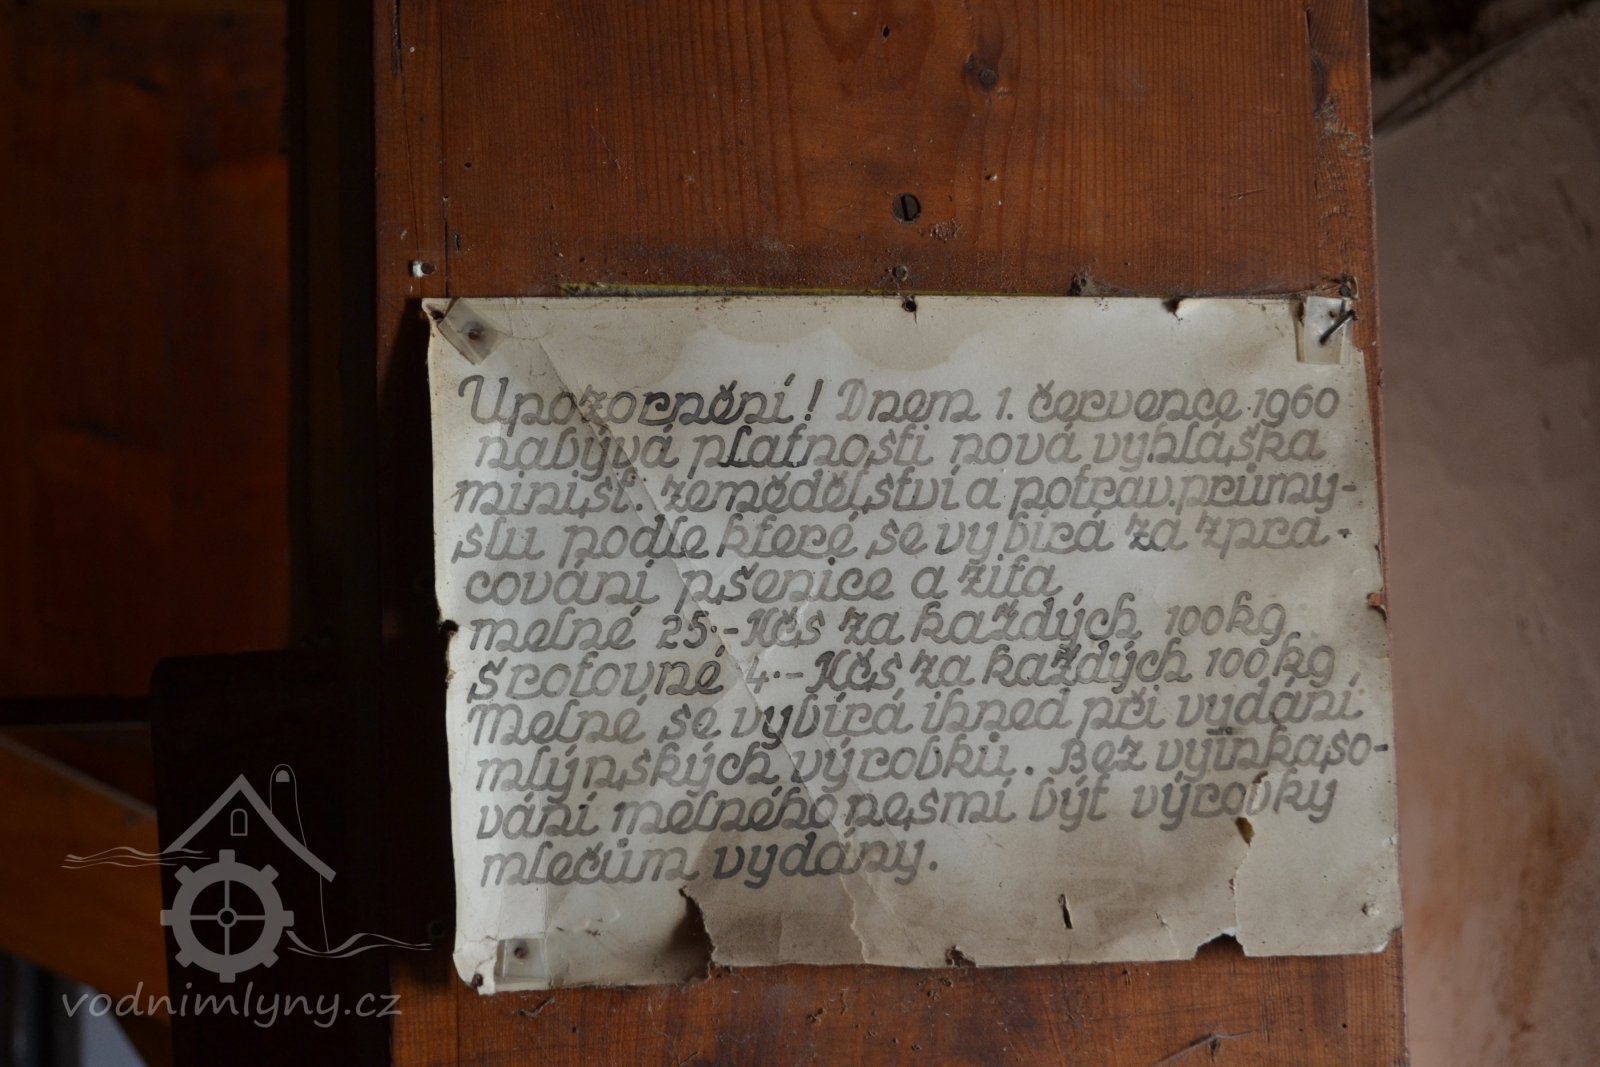 Upozornění! Dnem 1. července 1960
nabývá platnosti nová vyhláška
minist. zemědělství a potrav. průmy-
slu podle které se vybírá za zpra-
cování pšenice a žita
melné 25.- Kčs za každých 100 kg
šrotovné 4.- Kčs za každých 100 kg
Melné se vybírá ihned při vydání
mlýnských výrobků. Bez vyinkaso-
vání melného nesmí být výrobky
mlečům vydány.
vodnimlyny.cz